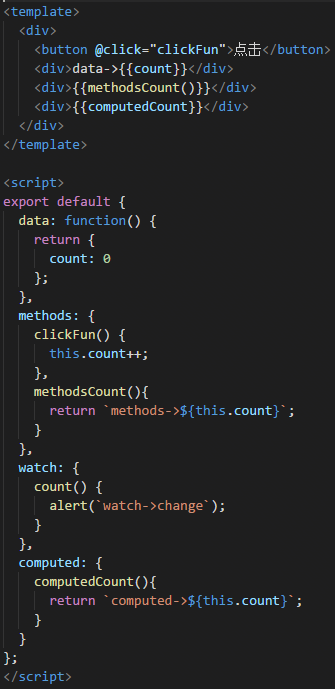 <template>
  <div>
    <button @click="clickFun">点击</button>
    <div>data->{{count}}</div>
    <div>{{methodsCount()}}</div>
    <div>{{computedCount}}</div>
  </div>
</template>

<script>
export default {
  data: function() {
    return {
      count: 0
    };
  },
  methods: {
    clickFun() {
      this.count++;
    },
    methodsCount(){
      return `methods->${this.count}`;
    }
  },
  watch: {
    count() {
      alert(`watch->change`);
    }
  },
  computed: {
    computedCount(){
      return `computed->${this.count}`;
    }
  }
};
</script>